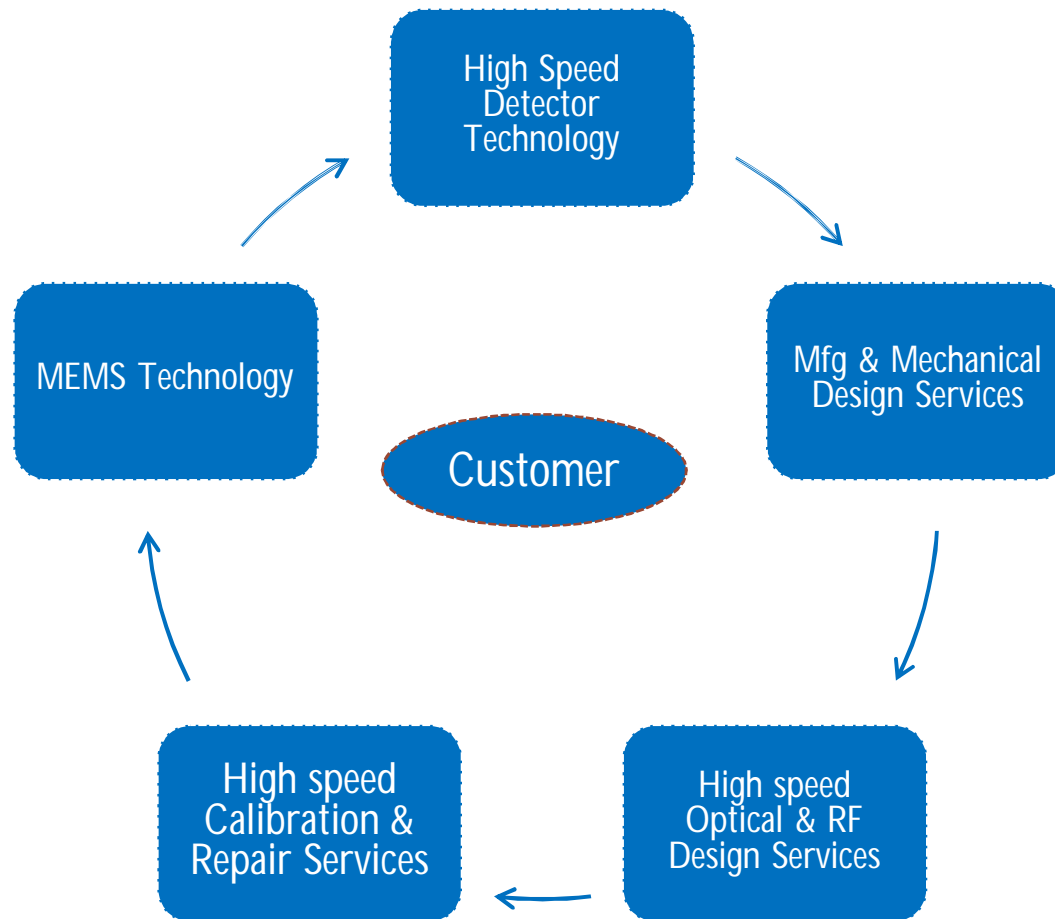 High Speed
Detector
Technology
MEMS Technology
Mfg & Mechanical
Design Services
Customer
High speed
Calibration &
Repair Services
High speed
Optical & RF
Design Services